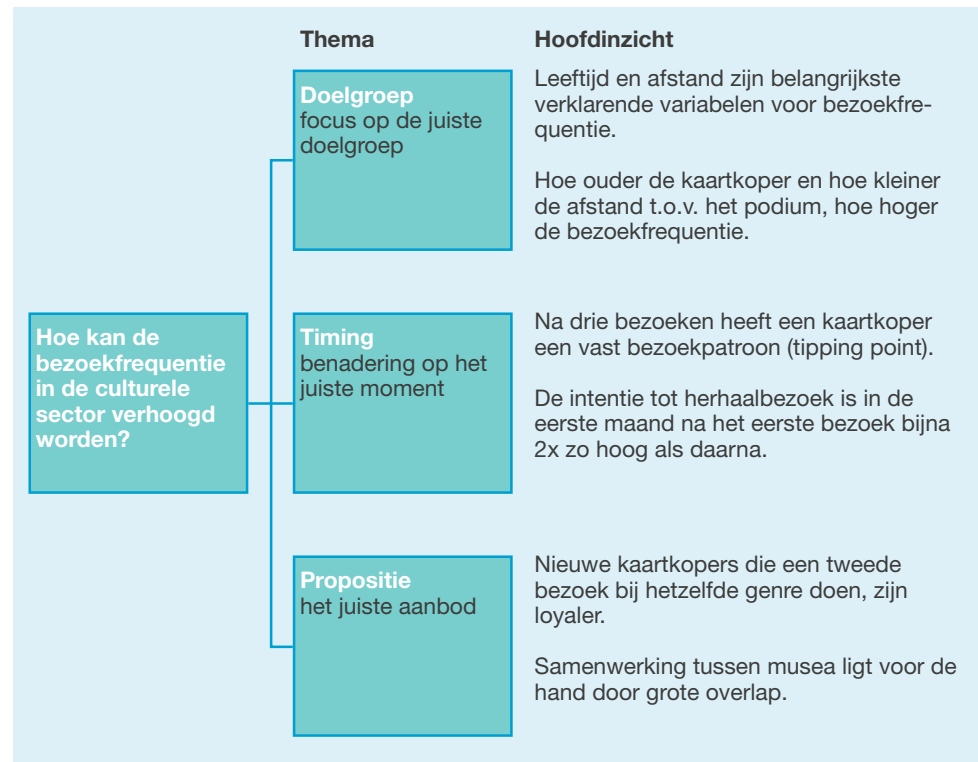 Thema
Hoofdinzicht
Doelgroep
focus op de juiste
doelgroep
Leeftijd en afstand zijn belangrijkste
verklarende variabelen voor bezoekfre-
quentie.
Hoe ouder de kaartkoper en hoe kleiner
de afstand t.o.v. het podium, hoe hoger
de bezoekfrequentie.
Hoe kan de
bezoekfrequentie
in de culturele
sector verhoogd
worden?
Timing
benadering op het
juiste moment
Na drie bezoeken heeft een kaartkoper
een vast bezoekpatroon (tipping point).
De intentie tot herhaalbezoek is in de
eerste maand na het eerste bezoek bijna
2x zo hoog als daarna.
Propositie
het juiste aanbod
Nieuwe kaartkopers die een tweede
bezoek bij hetzelfde genre doen, zijn
loyaler.
Samenwerking tussen musea ligt voor de
hand door grote overlap.